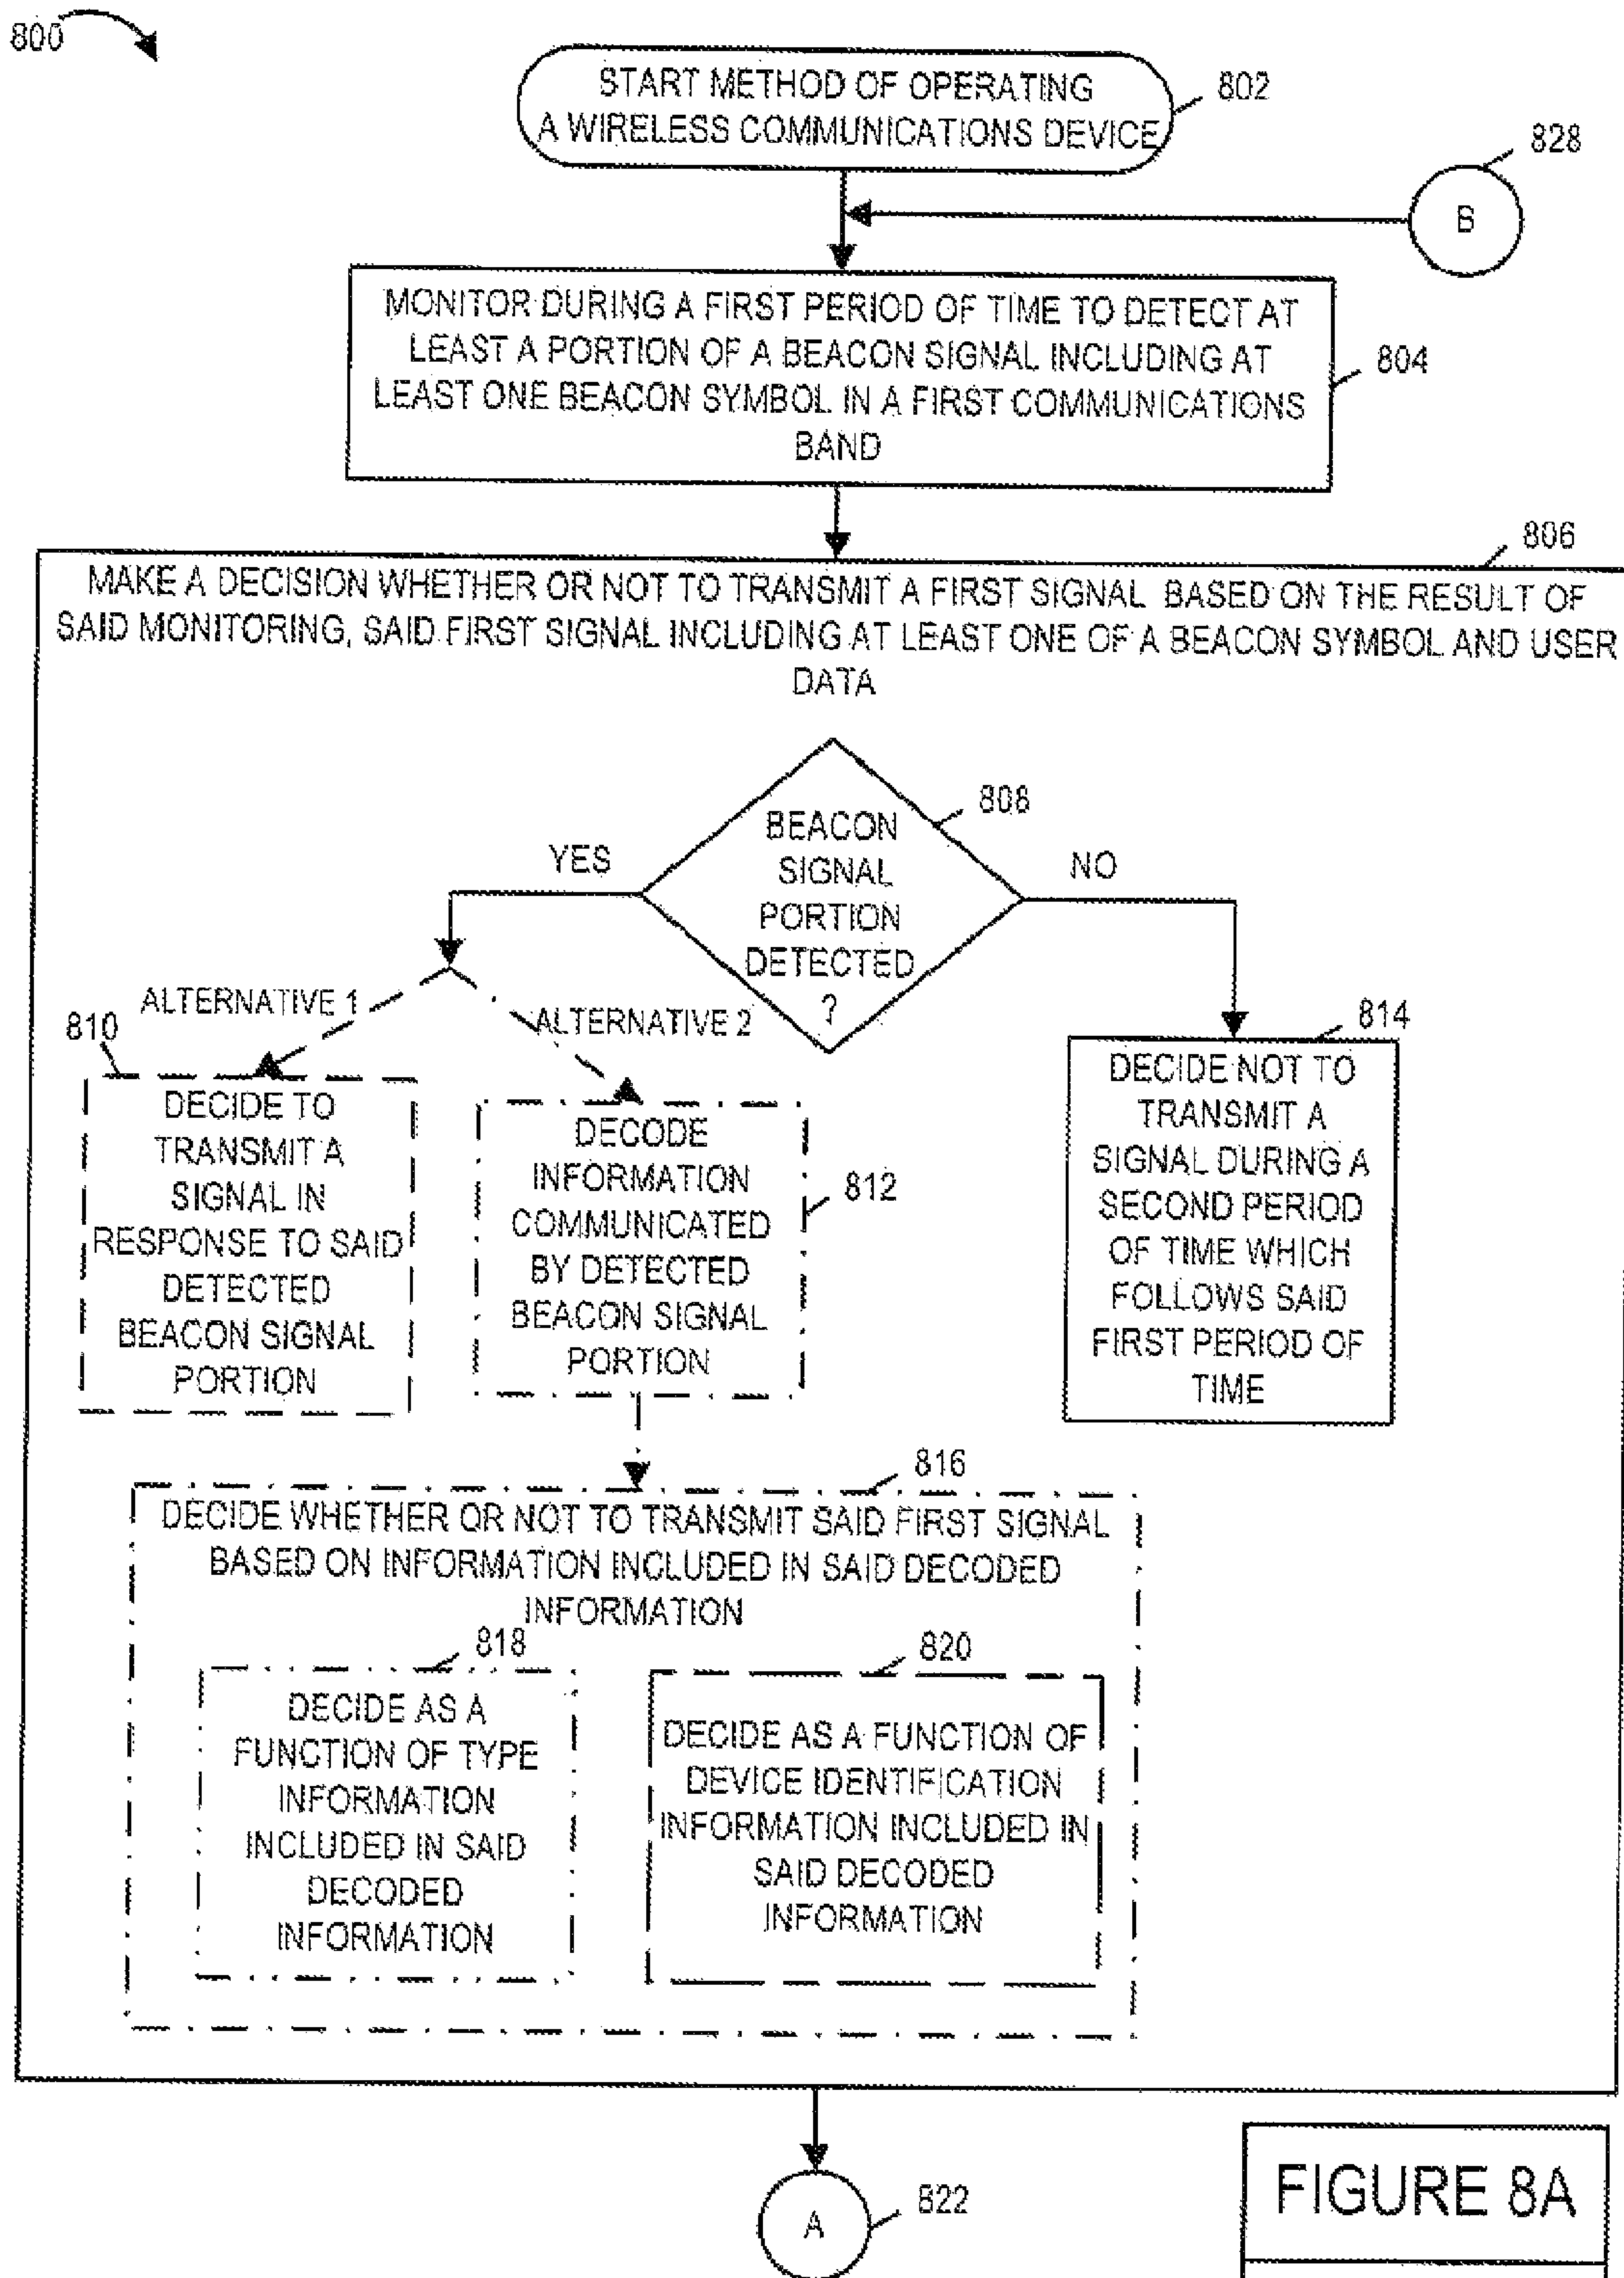 800
START METHOD OF OPERATING
A WIRELESS COMMUNICATIONS DEVICE
802
828
B
MONITOR DURING A FIRST PERIOD OF TIME TO DETECT AT
LEAST A PORTION OF A BEACON SIGNAL INCLUDING AT
LEAST ONE BEACON SYMBOL IN A FIRST COMMUNICATIONS
BAND
804
806
MAKE A DECISION WHETHER OR NOT TO TRANSMIT A FIRST SIGNAL BASED ON THE RESULT OF
SAID MONITORING, SAID FIRST SIGNAL INCLUDING AT LEAST ONE OF A BEACON SYMBOL AND USER
DATA
808
BEACON
SIGNAL
PORTION
DETECTED
?
YES
NO
ALTERNATIVE 1
ALTERNATIVE 2
810
DECIDE TO
TRANSMIT A
SIGNAL IN
RESPONSE TO SAID
DETECTED
BEACON SIGNAL
PORTION
DECODE
INFORMATION
COMMUNICATED
BY DETECTED
BEACON SIGNAL
PORTION
812
814
DECIDE NOT TO
TRANSMIT A
SIGNAL DURING A
SECOND PERIOD
OF TIME WHICH
FOLLOWS SAID
FIRST PERIOD OF
TIME
816
DECIDE WHETHER OR NOT TO TRANSMIT SAID FIRST SIGNAL
BASED ON INFORMATION INCLUDED IN SAID DECODED
INFORMATION
818
DECIDE AS A
FUNCTION OF TYPE
INFORMATION
INCLUDED IN SAID
DECODED
INFORMATION
820
DECIDE AS A FUNCTION OF
DEVICE IDENTIFICATION
INFORMATION INCLUDED IN
SAID DECODED
INFORMATION
A
822
FIGURE 8A